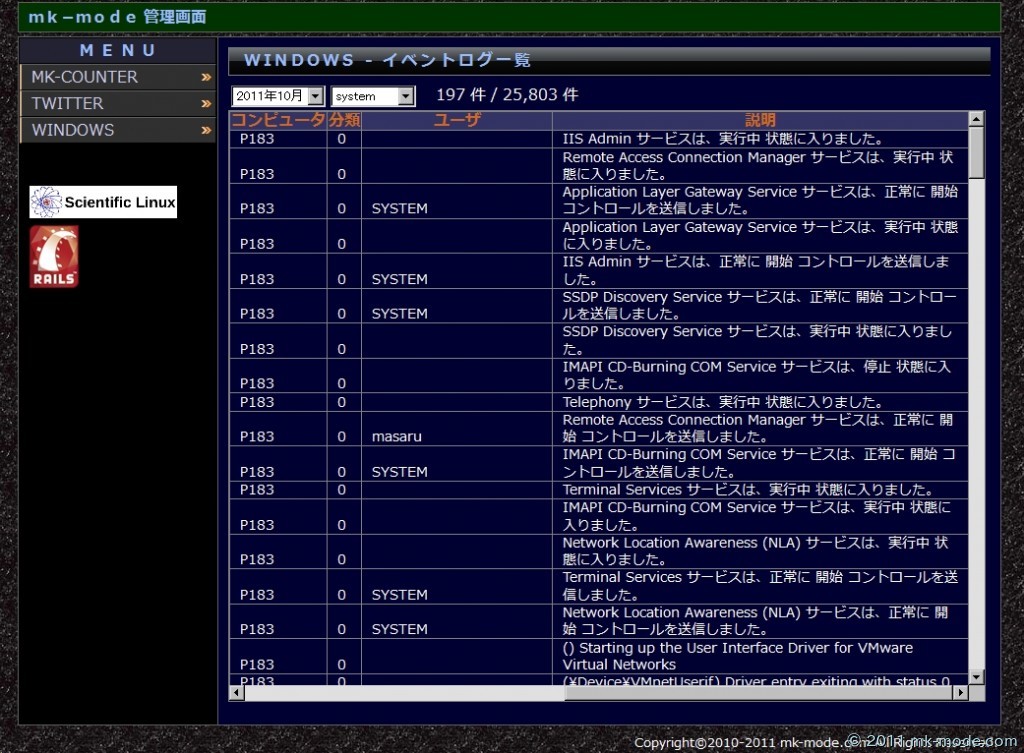 mk-mode 管理画面
MENU
MK-COUNTER »
TWITTER »
WINDOWS »
Scientific Linux
RAILS
WINDOWS - イベントログ一覧
2011年10月 system 197 件 / 25,803 件
コンピュータ 分類 ユーザ 説明
P183 0 IIS Admin サービスは、実行中 状態に入りました。
Remote Access Connection Manager サービスは、実行中 状
P183 0 態に入りました。
Application Layer Gateway Service サービスは、正常に 開始
P183 0 SYSTEM コントロールを送信しました。
Application Layer Gateway Service サービスは、実行中 状態
P183 0 に入りました。
IIS Admin サービスは、正常に 開始 コントロールを送信しま
P183 0 SYSTEM した。
SSDP Discovery Service サービスは、正常に 開始 コントロー
P183 0 SYSTEM ルを送信しました。
SSDP Discovery Service サービスは、実行中 状態に入りまし
P183 0 た。
IMAPI CD-Burning COM Service サービスは、停止 状態に入
P183 0 りました。
P183 0 Telephony サービスは、実行中 状態に入りました。
Remote Access Connection Manager サービスは、正常に 開
P183 0 masaru 始 コントロールを送信しました。
IMAPI CD-Burning COM Service サービスは、正常に 開始 コ
P183 0 SYSTEM ントロールを送信しました。
P183 0 Terminal Services サービスは、実行中 状態に入りました。
IMAPI CD-Burning COM Service サービスは、実行中 状態に
P183 0 入りました。
Network Location Awareness (NLA) サービスは、実行中 状
P183 0 態に入りました。
Terminal Services サービスは、正常に 開始 コントロールを送
P183 0 SYSTEM 信しました。
Network Location Awareness (NLA) サービスは、正常に 開
P183 0 SYSTEM 始 コントロールを送信しました。
() Starting up the User Interface Driver for VMware
P183 0 Virtual Networks
P183 0 (¥Device¥VMnetUserif) Driver entry exiting with status 0
Copyright©2010-2011 mk-mode.com
© 2011 mk-mode.com